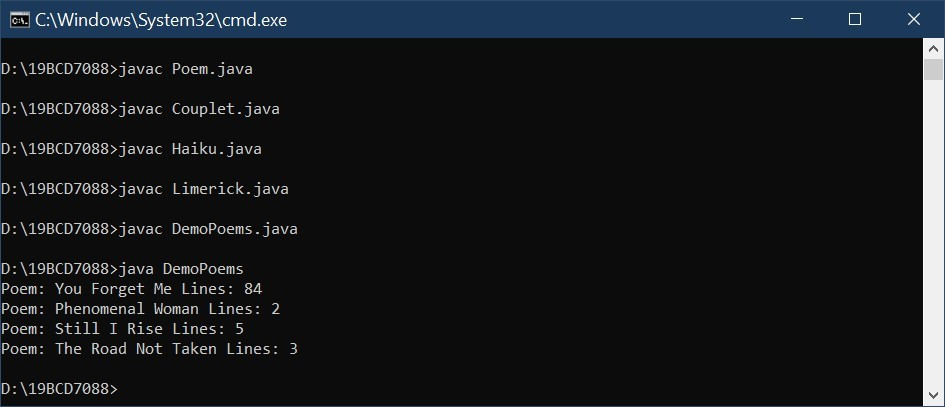 C:\Windows\System32\cmd.exe
D:\19BCD7088>javac Poem.java
D:\19BCD7088>javac Couplet.java
D:\19BCD7088>javac Haiku.java
D:\19BCD7088>javac Limerick.java
D:\19BCD7088>javac DemoPoems.java
D:\19BCD7088>java DemoPoems
Poem: You Forget Me Lines: 84
Poem: Phenomenal Woman Lines: 2
Poem: Still I Rise Lines: 5
Poem: The Road Not Taken Lines: 3
D:\19BCD7088>